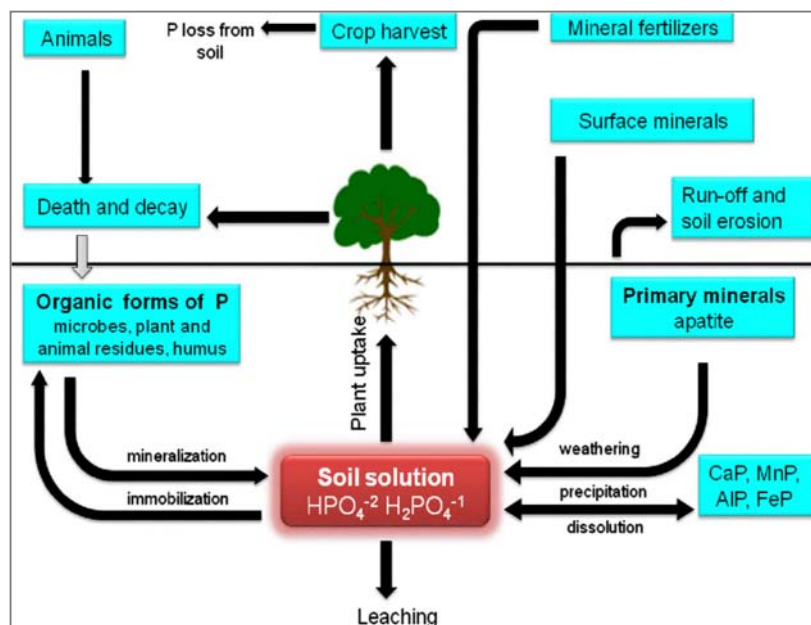 Animals
P loss from
soil
Crop harvest
Mineral fertilizers
Surface minerals
Death and decay
Run-off and
soil erosion
Organic forms of P
microbes, plant and
animal residues, humus
Plant uptake
Primary minerals
apatite
mineralization
immobilization
Soil solution
HPO₄⁻² H₂PO₄⁻¹
weathering
precipitation
dissolution
CaP, MnP,
AlP, FeP
Leaching